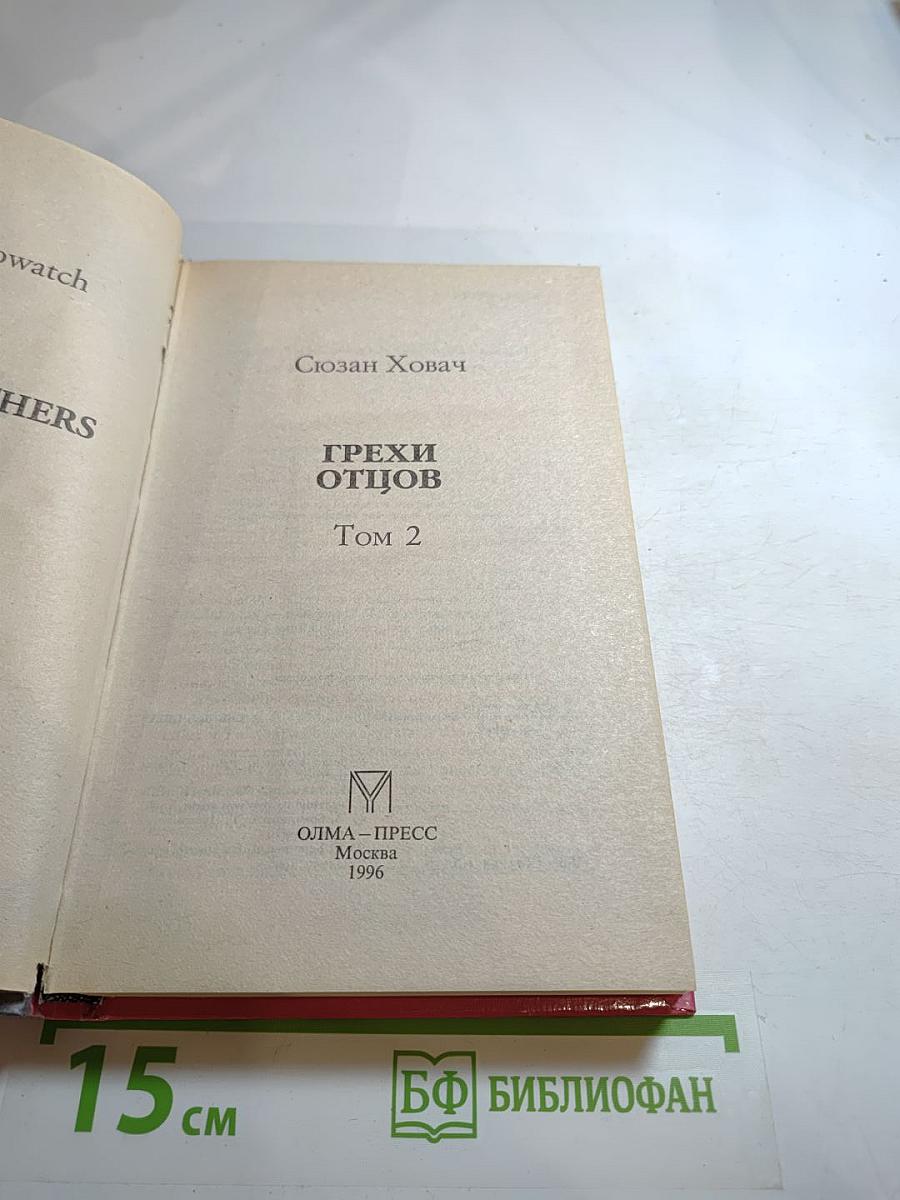 owatch
HERS
Сюзан Ховач
ГРЕХИ
ОТЦОВ
Том 2
ОЛМА – ПРЕСС
Москва
1996
15 см
БФ БИБЛИОФАН